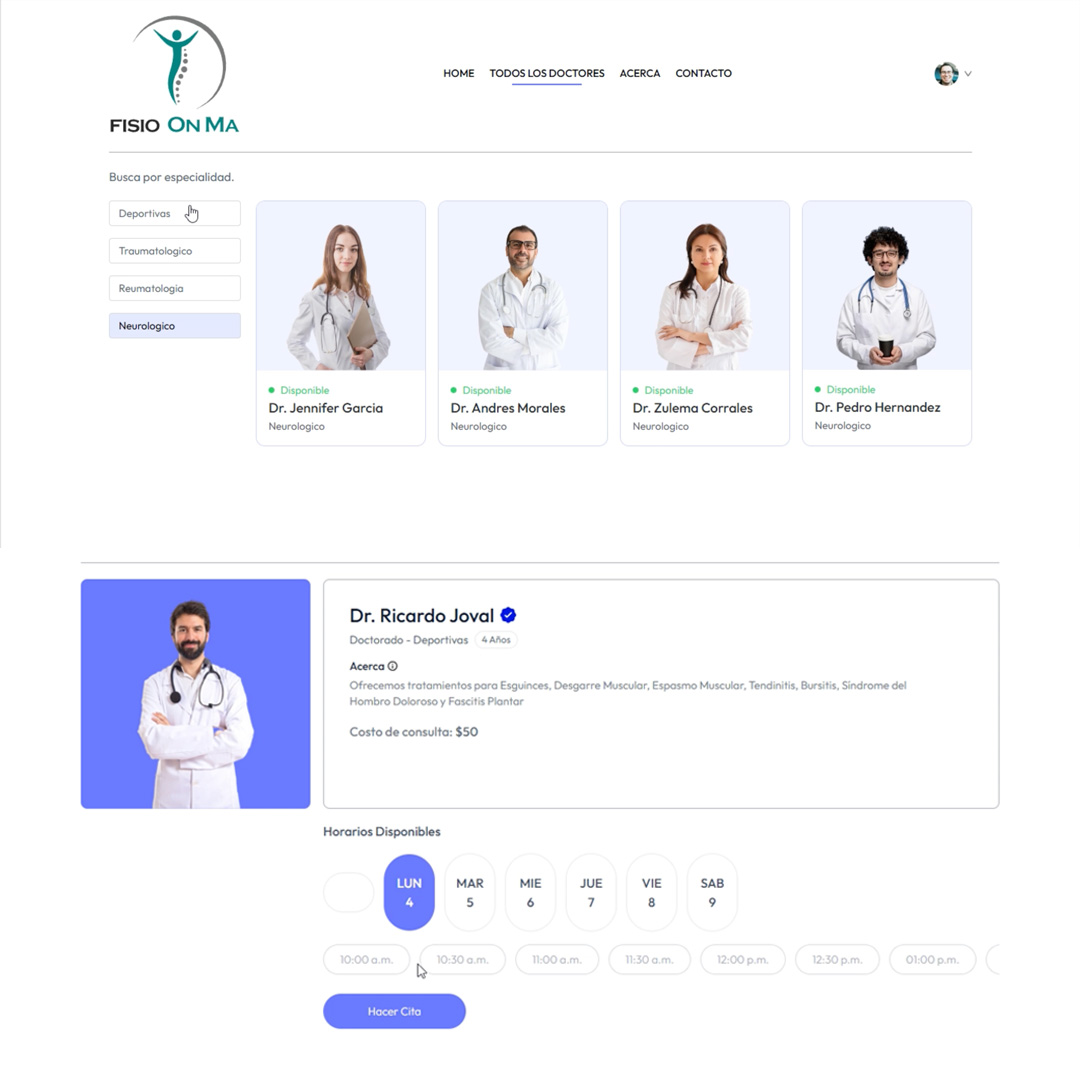 FISIO ON MA
HOME TODOS LOS DOCTORES ACERCA CONTACTO
Busca por especialidad.
Deportivas
Traumatologico
Reumatologia
Neurologico
Disponible
Dr. Jennifer Garcia
Neurologico
Disponible
Dr. Andres Morales
Neurologico
Disponible
Dr. Zulema Corrales
Neurologico
Disponible
Dr. Pedro Hernandez
Neurologico
Dr. Ricardo Joval
Doctorado - Deportivas 4 Años
Acerca
Ofrecemos tratamientos para Esguinces, Desgarre Muscular, Espasmo Muscular, Tendinitis, Bursitis, Síndrome del
Hombro Doloroso y Fascitis Plantar
Costo de consulta: $50
Horarios Disponibles
LUN MAR MIE JUE VIE SAB
4 5 6 7 8 9
10:00 a.m. 10:30 a.m. 11:00 a.m. 11:30 a.m. 12:00 p.m. 12:30 p.m. 01:00 p.m.
Hacer Cita